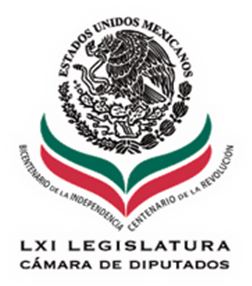 ESTADOS UNIDOS MEXICANOS
BICENTENARIO DE LA INDEPENDENCIA
CENTENARIO DE LA REVOLUCIÓN
LXI LEGISLATURA
CÁMARA DE DIPUTADOS